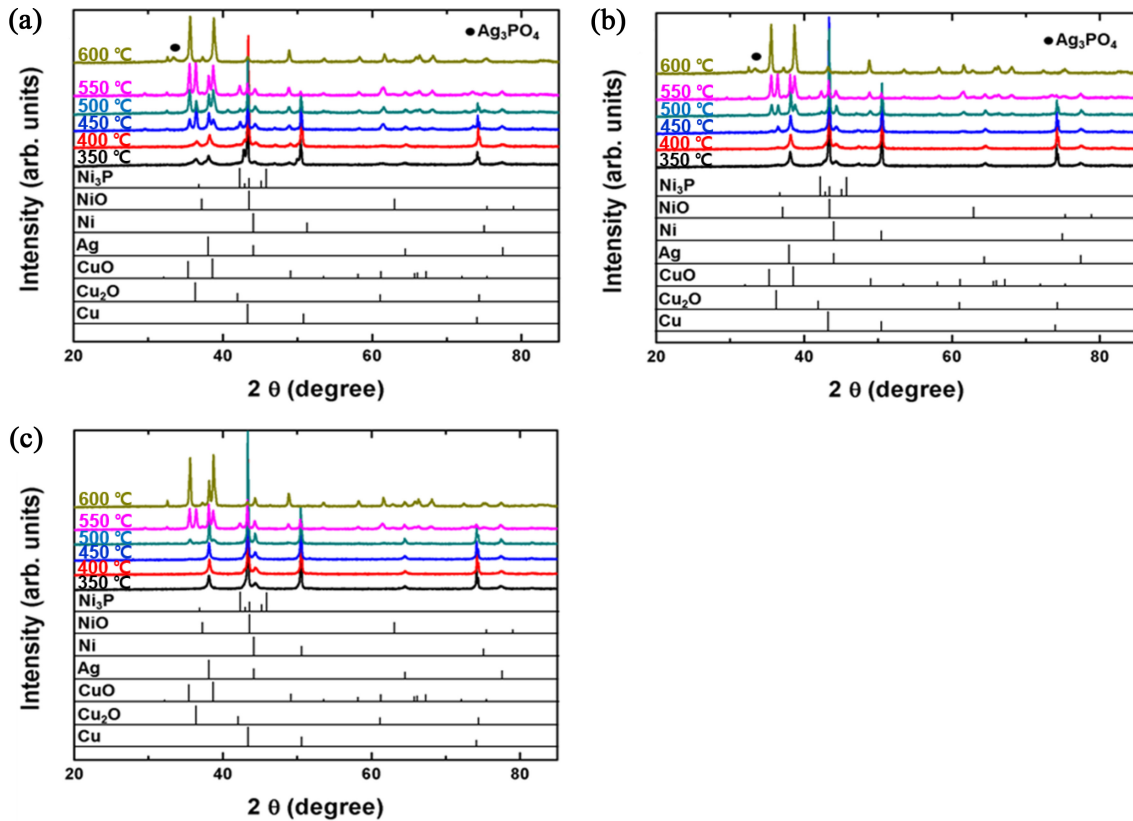 (a)
●Ag₃PO₄
600 ℃
550 ℃
500 ℃
450 ℃
400 ℃
350 ℃
Ni₃P
NiO
Ni
Ag
CuO
Cu₂O
Cu
Intensity (arb. units)
20 40 60 80
2 θ (degree)
(b)
●Ag₃PO₄
600 ℃
550 ℃
500 ℃
450 ℃
400 ℃
350 ℃
Ni₃P
NiO
Ni
Ag
CuO
Cu₂O
Cu
Intensity (arb. units)
20 40 60 80
2 θ (degree)
(c)
600 ℃
550 ℃
500 ℃
450 ℃
400 ℃
350 ℃
Ni₃P
NiO
Ni
Ag
CuO
Cu₂O
Cu
Intensity (arb. units)
20 40 60 80
2 θ (degree)